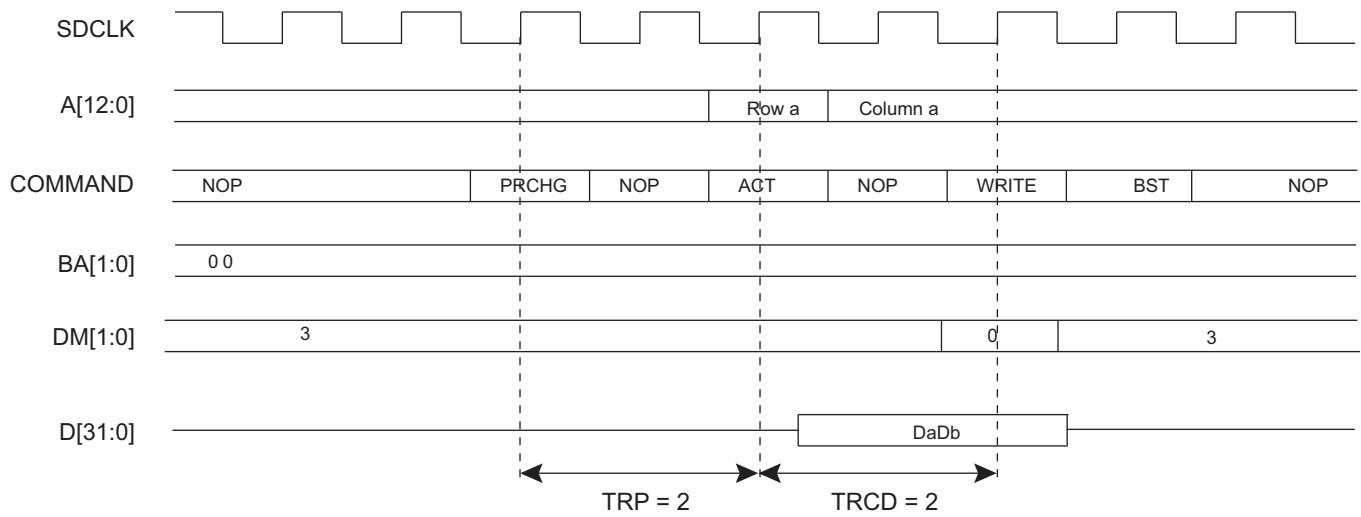 SDCLK
A[12:0] Row a Column a
COMMAND NOP PRCHG NOP ACT NOP WRITE BST NOP
BA[1:0] 0 0
DM[1:0] 3 0 3
D[31:0] DaDb
TRP = 2 TRCD = 2